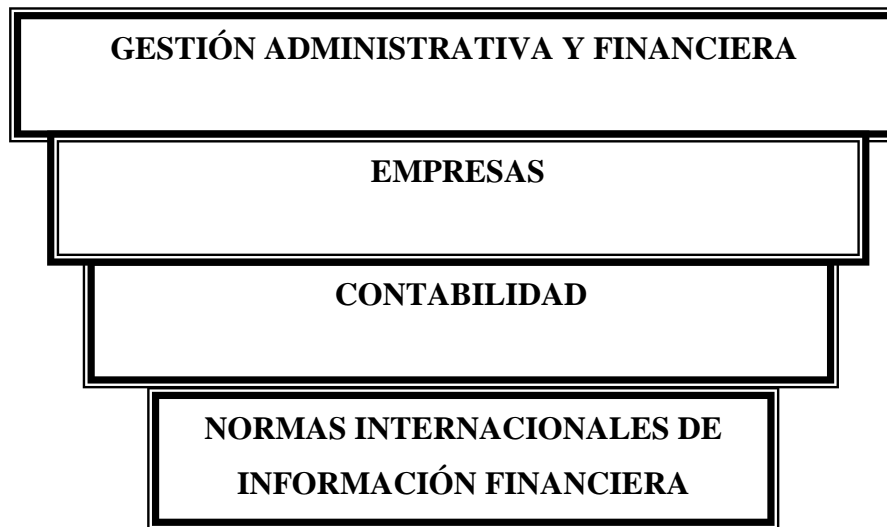 GESTIÓN ADMINISTRATIVA Y FINANCIERA
EMPRESAS
CONTABILIDAD
NORMAS INTERNACIONALES DE
INFORMACIÓN FINANCIERA